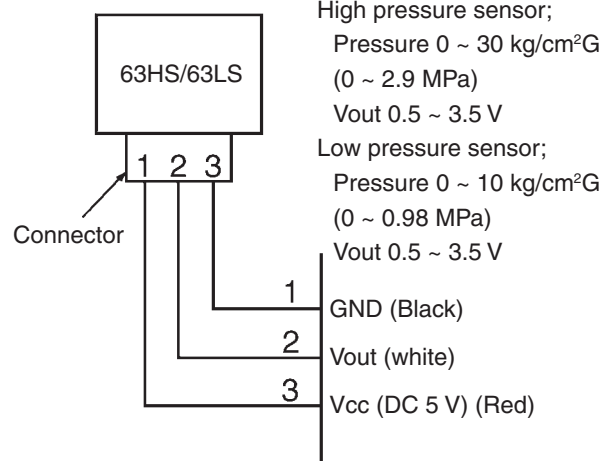 High pressure sensor;
Pressure 0 ~ 30 kg/cm²G
(0 ~ 2.9 MPa)
Vout 0.5 ~ 3.5 V
Low pressure sensor;
Pressure 0 ~ 10 kg/cm²G
(0 ~ 0.98 MPa)
Vout 0.5 ~ 3.5 V
63HS/63LS
1 2 3
Connector
1 GND (Black)
2 Vout (white)
3 Vcc (DC 5 V) (Red)